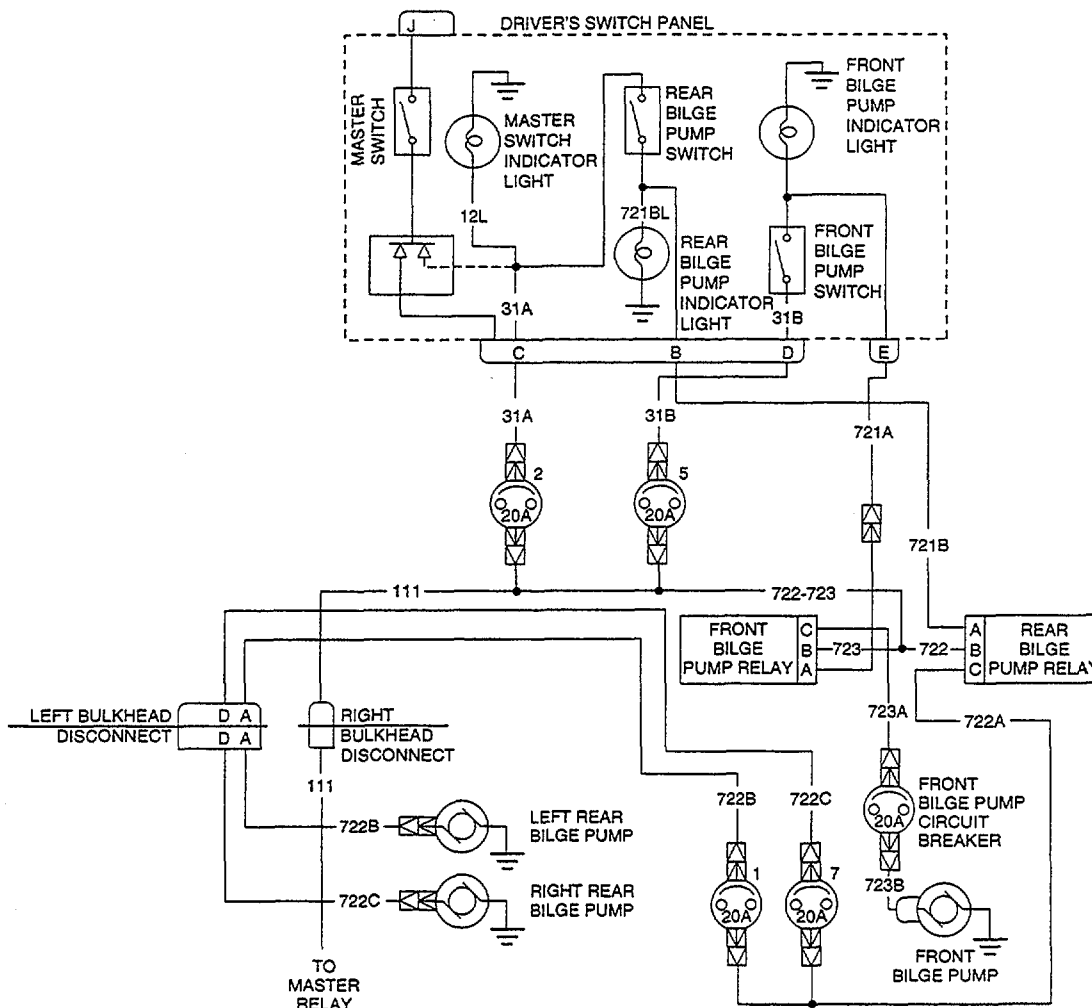 J
DRIVER'S SWITCH PANEL
MASTER
SWITCH
MASTER
SWITCH
INDICATOR
LIGHT
REAR
BILGE
PUMP
SWITCH
FRONT
BILGE
PUMP
INDICATOR
LIGHT
12L
721BL
REAR
BILGE
PUMP
INDICATOR
LIGHT
FRONT
BILGE
PUMP
SWITCH
31A
31B
C
B
D
E
31A
31B
721A
2
20A
5
20A
721B
111
722-723
FRONT
BILGE
PUMP RELAY
C
B
A
723
722
A
B
C
REAR
BILGE
PUMP RELAY
LEFT BULKHEAD
DISCONNECT
D A
D A
RIGHT
BULKHEAD
DISCONNECT
723A
722A
111
722B
722C
20A
FRONT
BILGE PUMP
CIRCUIT
BREAKER
722B
LEFT REAR
BILGE PUMP
722C
RIGHT REAR
BILGE PUMP
1
20A
7
20A
723B
FRONT
BILGE PUMP
TO
MASTER
RELAY